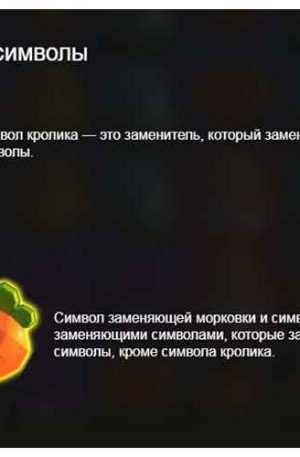 СИМВОЛЫ
вол кролика — это заменитель, который замен
волы.
Символ заменяющей морковки и симв
заменяющими символами, которые за
символы, кроме символа кролика.